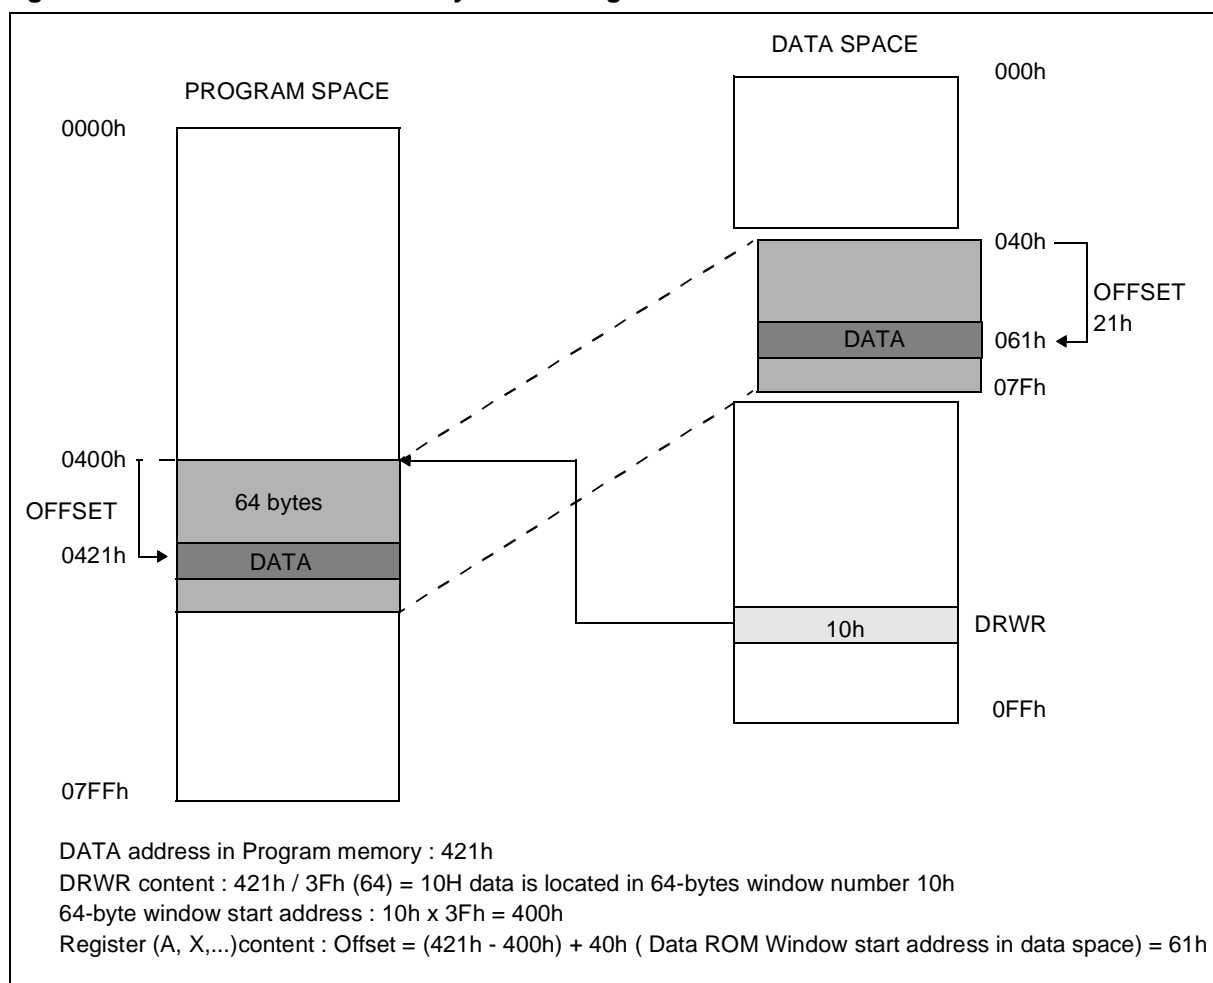 DATA SPACE
000h
PROGRAM SPACE
0000h
040h
OFFSET
21h
DATA
061h
07Fh
0400h
64 bytes
OFFSET
0421h
DATA
10h
DRWR
0FFh
07FFh
DATA address in Program memory : 421h
DRWR content : 421h / 3Fh (64) = 10H data is located in 64-bytes window number 10h
64-byte window start address : 10h x 3Fh = 400h
Register (A, X,...)content : Offset = (421h - 400h) + 40h ( Data ROM Window start address in data space) = 61h